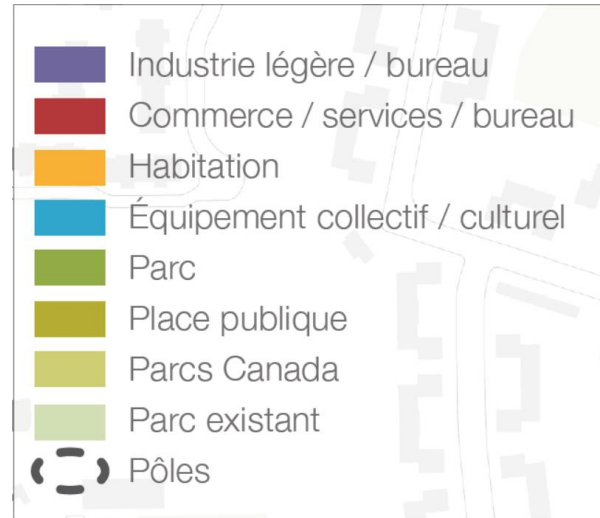 Industrie légère / bureau
Commerce / services / bureau
Habitation
Équipement collectif / culturel
Parc
Place publique
Parcs Canada
Parc existant
Pôles